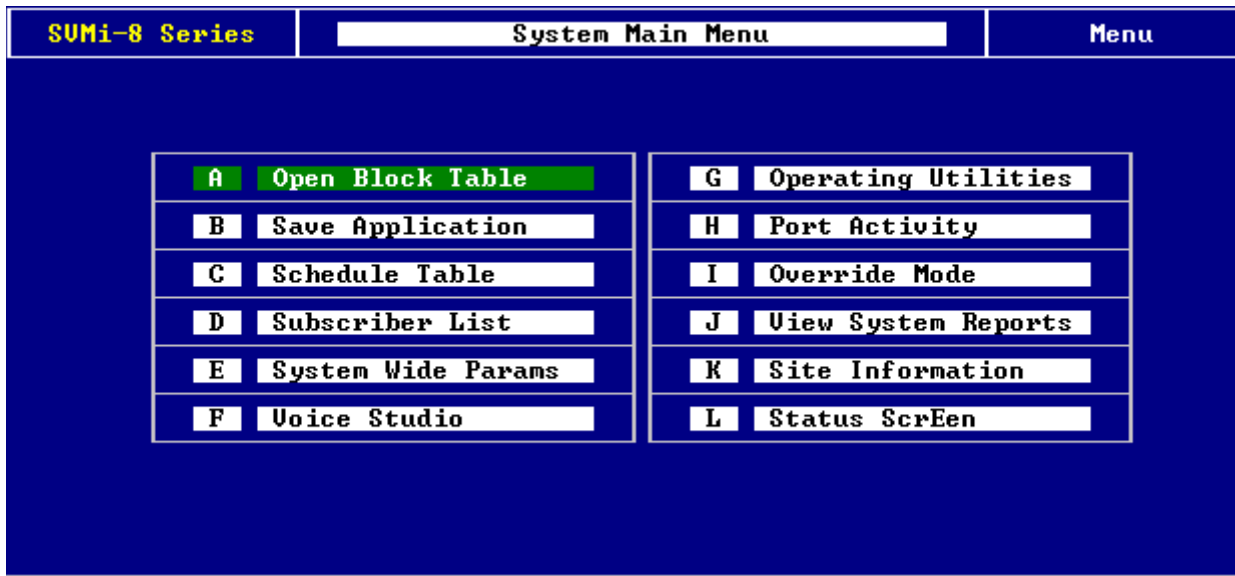 SVMi-8 Series System Main Menu Menu
A Open Block Table
B Save Application
C Schedule Table
D Subscriber List
E System Wide Params
F Voice Studio
G Operating Utilities
H Port Activity
I Override Mode
J View System Reports
K Site Information
L Status ScrEen